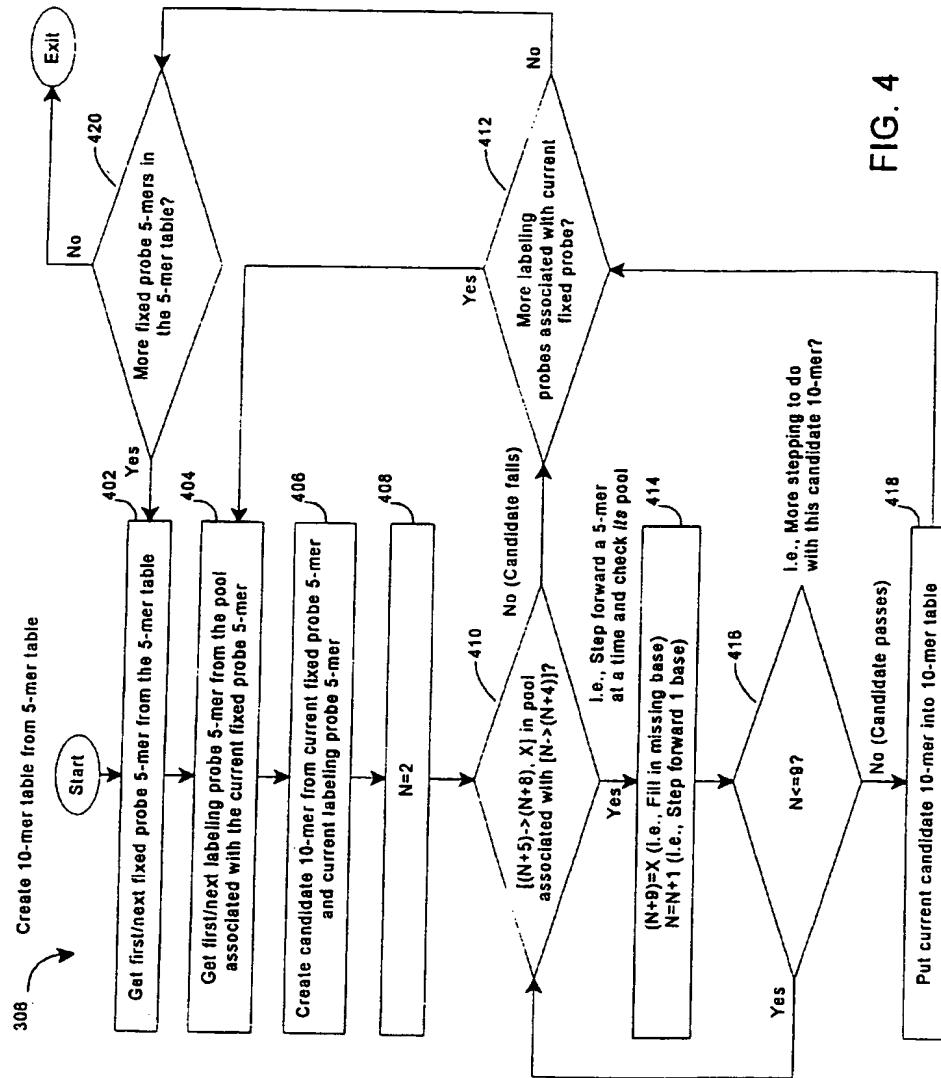 308
Create 10-mer table from 5-mer table
Start
402
Get first/next fixed probe 5-mer from the 5-mer table
404
Get first/next labeling probe 5-mer from the pool
associated with the current fixed probe 5-mer
406
Create candidate 10-mer from current fixed probe 5-mer
and current labeling probe 5-mer
408
N=2
410
[(N+5)->(N+8), X] in pool
associated with [N->(N+4)]?
No (Candidate fails)
Yes
I.e., Step forward a 5-mer
at a time and check its pool
414
(N+9)=X (I.e., Fill in missing base)
N=N+1 (I.e., Step forward 1 base)
416
N<=9?
I.e., More stepping to do
with this candidate 10-mer?
Yes
No (Candidate passes)
418
Put current candidate 10-mer into 10-mer table
412
More labeling
probes associated with current
fixed probe?
Yes
No
420
More fixed probe 5-mers in
the 5-mer table?
Yes
No
Exit
FIG. 4